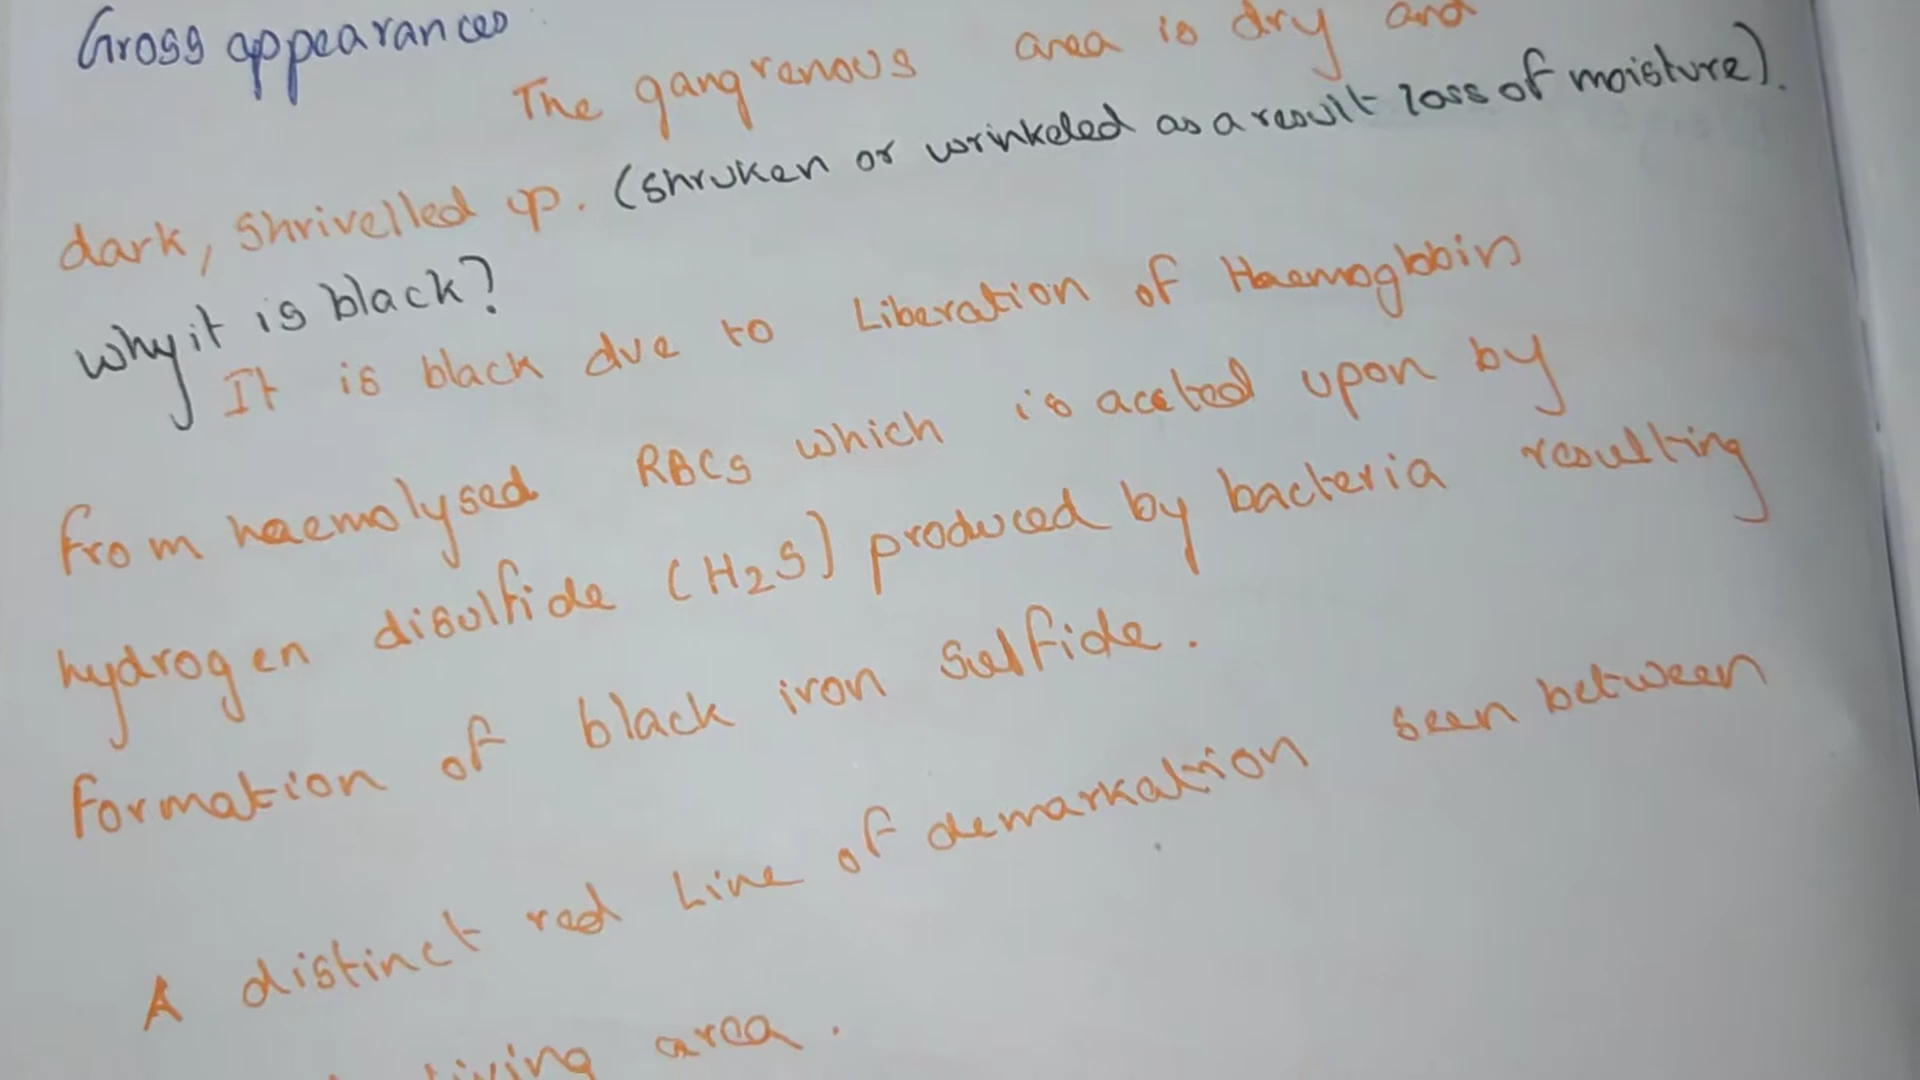 Gross appearances
The gangrenous area is dry and
dark, shrivelled up. (shruken or wrinkeled as a result loss of moisture).
why it is black?
It is black due to Liberation of Haemoglobin
from haemolysed RBCs which is acted upon by
hydrogen disulfide (H2S) produced by bacteria resulting
formation of black iron sulfide.
A distinct red Line of demarkation seen between
living area.